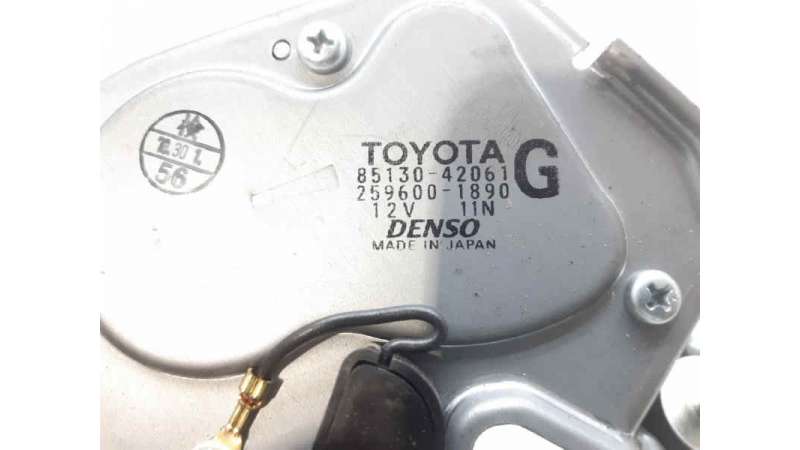 検
56
TOYOTA G
85130-42061
259600-1890
12V 11N
DENSO
MADE IN JAPAN